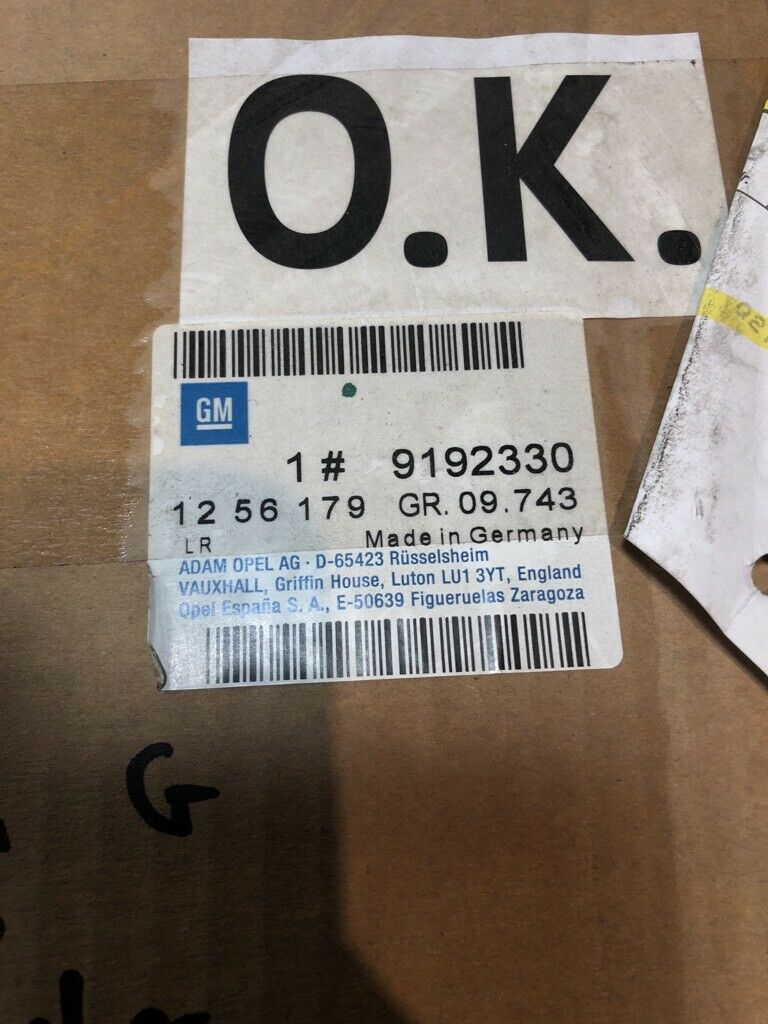 O.K.
GM
1 # 9192330
12 56 179 GR. 09.743
LR Made in Germany
ADAM OPEL AG · D-65423 Rüsselsheim
VAUXHALL, Griffin House, Luton LU1 3YT, England
Opel España S. A., E-50639 Figueruelas Zaragoza
G